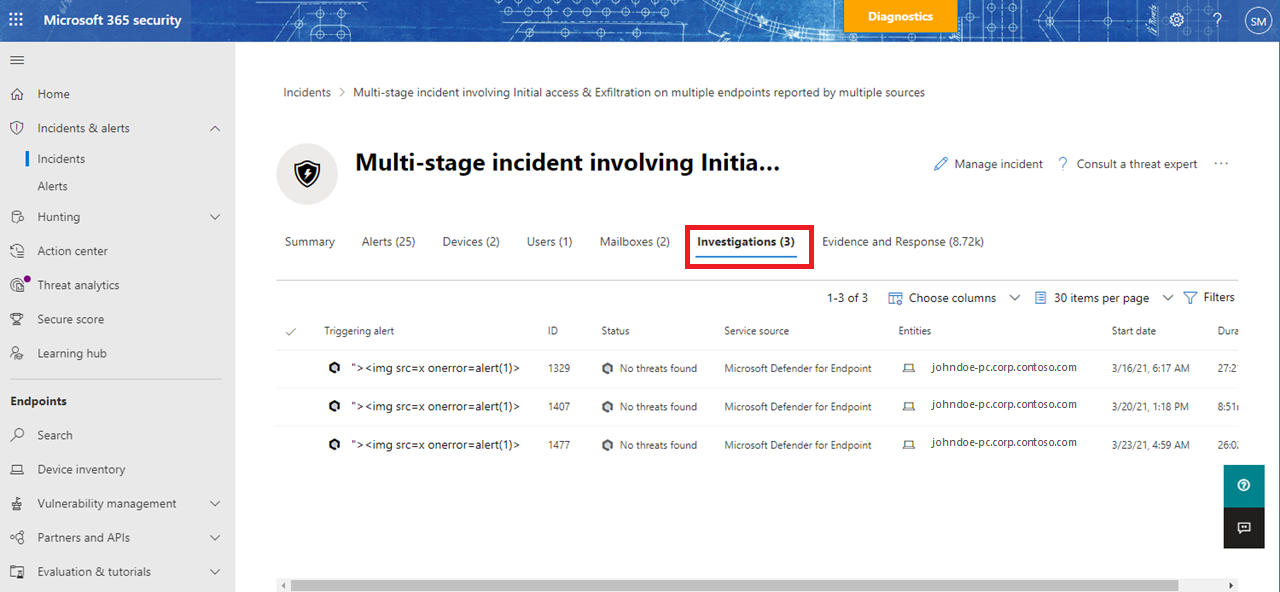 Microsoft 365 security
Diagnostics
?
SM
Home
Incidents & alerts
Incidents
Alerts
Hunting
Action center
Threat analytics
Secure score
Learning hub
Endpoints
Search
Device inventory
Vulnerability management
Partners and APIs
Evaluation & tutorials
Incidents > Multi-stage incident involving Initial access & Exfiltration on multiple endpoints reported by multiple sources
Multi-stage incident involving Initia...
Manage incident ? Consult a threat expert ...
Summary Alerts (25) Devices (2) Users (1) Mailboxes (2) Investigations (3) Evidence and Response (8.72k)
1-3 of 3 Choose columns 30 items per page Filters
Triggering alert ID Status Service source Entities Start date Dura
"><img src=x onerror=alert(1)> 1329 No threats found Microsoft Defender for Endpoint johndoe-pc.corp.contoso.com 3/16/21, 6:17 AM 27:2
"><img src=x onerror=alert(1)> 1407 No threats found Microsoft Defender for Endpoint johndoe-pc.corp.contoso.com 3/20/21, 1:18 PM 8:51
"><img src=x onerror=alert(1)> 1477 No threats found Microsoft Defender for Endpoint johndoe-pc.corp.contoso.com 3/23/21, 4:59 AM 26:0